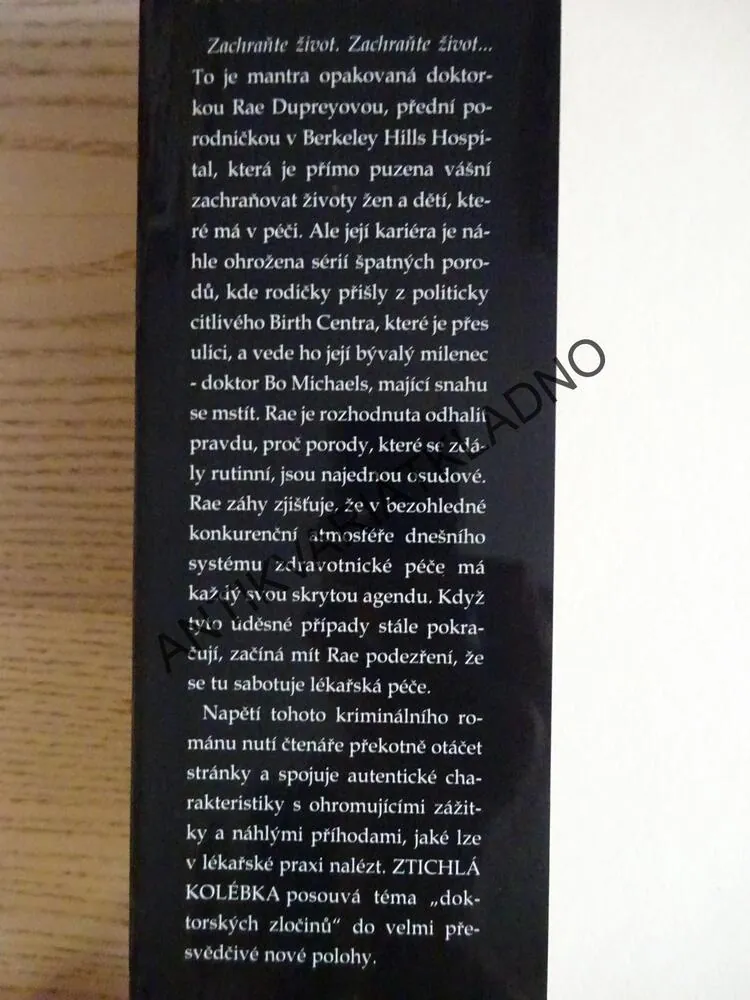 Zachraňte život. Zachraňte život...
To je mantra opakovaná doktor-
kou Rae Dupreyovou, přední po-
rodničkou v Berkeley Hills Hospi-
tal, která je přímo puzena vášní
zachraňovat životy žen a dětí, kte-
ré má v péči. Ale její kariéra je ná-
hle ohrožena sérií špatných poro-
dů, kde rodičky přišly z politicky
citlivého Birth Centra, které je přes
ulici, a vede ho její bývalý milenec
- doktor Bo Michaels, mající snahu
se mstít. Rae je rozhodnuta odhalit
pravdu, proč porody, které se zdá-
ly rutinní, jsou najednou osudové.
Rae záhy zjišťuje, že v bezohledné
konkurenční atmosféře dnešního
systému zdravotnické péče má
každý svou skrytou agendu. Když
tyto úděsné případy stále pokra-
čují, začíná mít Rae podezření, že
se tu sabotuje lékařská péče.
Napětí tohoto kriminálního ro-
mánu nutí čtenáře překotně otáčet
stránky a spojuje autentické cha-
rakteristiky s ohromujícími zážit-
ky a náhlými příhodami, jaké lze
v lékařské praxi nalézt. ZTICHLÁ
KOLÉBKA posouvá téma „dok-
torských zločinů“ do velmi pře-
svědčivé nové polohy.
ANTIKVARIATKLADNO